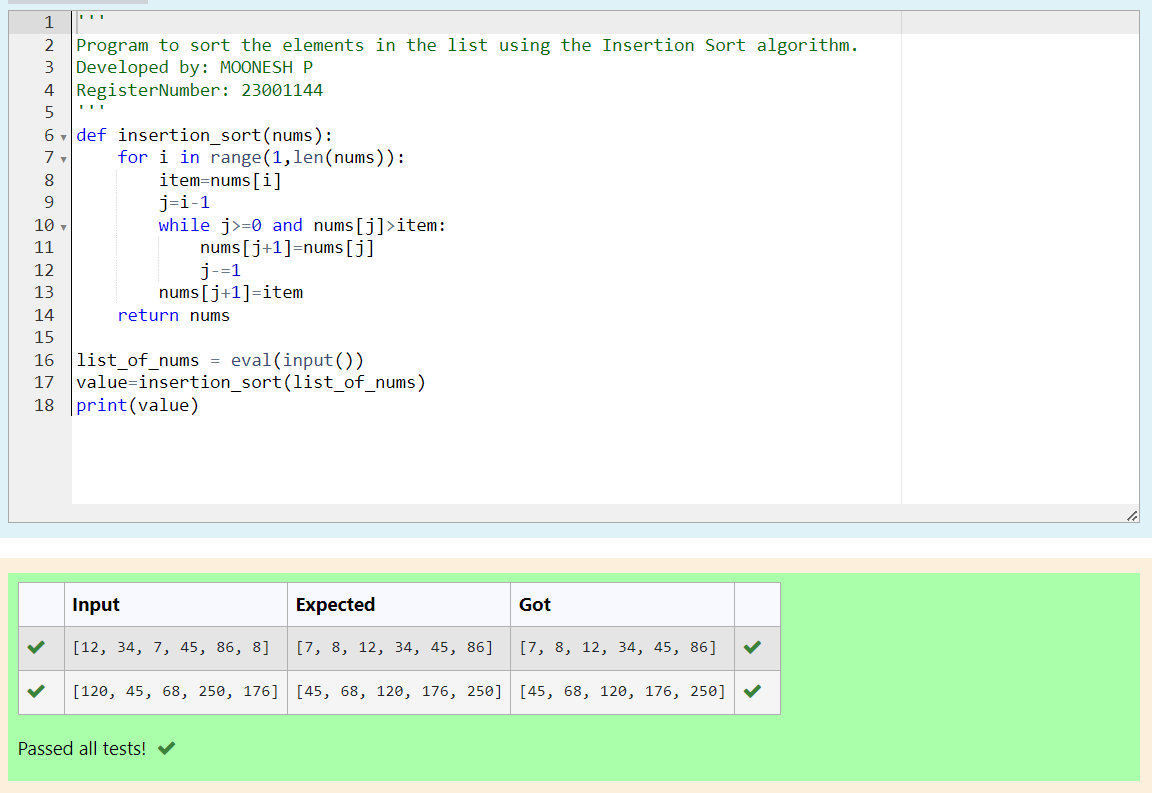 1 '''
2 Program to sort the elements in the list using the Insertion Sort algorithm.
3 Developed by: MOONESH P
4 RegisterNumber: 23001144
5 '''
6 def insertion_sort(nums):
7     for i in range(1,len(nums)):
8         item=nums[i]
9         j=i-1
10         while j>=0 and nums[j]>item:
11             nums[j+1]=nums[j]
12             j-=1
13         nums[j+1]=item
14     return nums
15
16 list_of_nums = eval(input())
17 value=insertion_sort(list_of_nums)
18 print(value)
Input Expected Got
[12, 34, 7, 45, 86, 8] [7, 8, 12, 34, 45, 86] [7, 8, 12, 34, 45, 86]
[120, 45, 68, 250, 176] [45, 68, 120, 176, 250] [45, 68, 120, 176, 250]
Passed all tests!